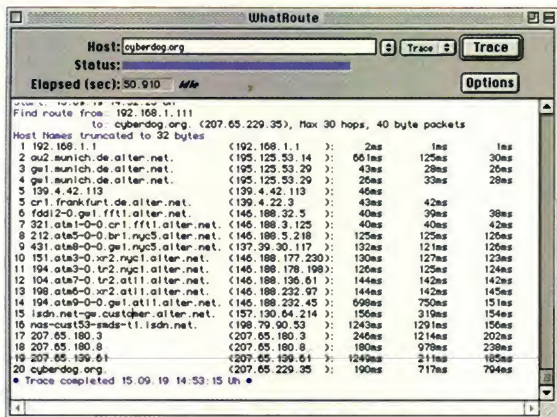 WhatRoute
Host: cyberdog.org Trace Trace
Status:
Elapsed (sec): 50.910 Idle Options
Find route from: 192.168.1.111
to: cyberdog.org. (207.65.229.35), Max 30 hops, 40 byte packets
Host Names truncated to 32 bytes
1 192.168.1.1 (192.168.1.1 ): 2ms 1ms 1ms
2 au2.munich.de.alter.net. (195.125.53.14 ): 661ms 125ms 30ms
3 gw1.munich.de.alter.net. (195.125.53.29 ): 43ms 28ms 26ms
4 gw1.munich.de.alter.net. (195.125.53.29 ): 26ms 33ms 28ms
5 139.4.42.113 (139.4.42.113 ): 46ms
5 cr1.frankfurt.de.alter.net. (139.4.22.3 ): 43ms 42ms
6 fddi2-0.gw1.fft1.alter.net. (146.188.32.5 ): 40ms 39ms 38ms
7 321.atm1-0-0.cr1.fft1.alter.net. (146.188.3.125 ): 40ms 40ms 42ms
8 212.atm5-0-0.br1.nyc5.alter.net. (146.188.5.218 ): 125ms 125ms 126ms
9 431.atm8-0-0.gw1.nyc5.alter.net. (137.39.30.117 ): 132ms 121ms 126ms
10 151.atm3-0.xr2.nyc1.alter.net. (146.188.177.230): 130ms 127ms 123ms
11 194.atm3-0.tr2.nyc1.alter.net. (146.188.178.198): 126ms 125ms 124ms
12 104.atm7-0.tr2.atl1.alter.net. (146.188.136.61 ): 144ms 142ms 142ms
13 198.atm6-0.xr2.atl1.alter.net. (146.188.232.97 ): 144ms 142ms 145ms
14 194.atm9-0-0.gw1.atl1.alter.net. (146.188.232.45 ): 698ms 750ms 151ms
15 isdn.net-gw.customer.alter.net. (157.130.64.214 ): 156ms 319ms 154ms
16 nas-cust53-smds-t1.isdn.net. (198.79.90.53 ): 1243ms 1291ms 156ms
17 207.65.180.3 (207.65.180.3 ): 246ms 1214ms 202ms
18 207.65.180.8 (207.65.180.8 ): 180ms 978ms 238ms
19 207.65.139.61 (207.65.139.61 ): 1249ms 211ms 185ms
20 cyberdog.org. (207.65.229.35 ): 190ms 717ms 794ms
• Trace completed 15.09.19 14:53:15 Uh •